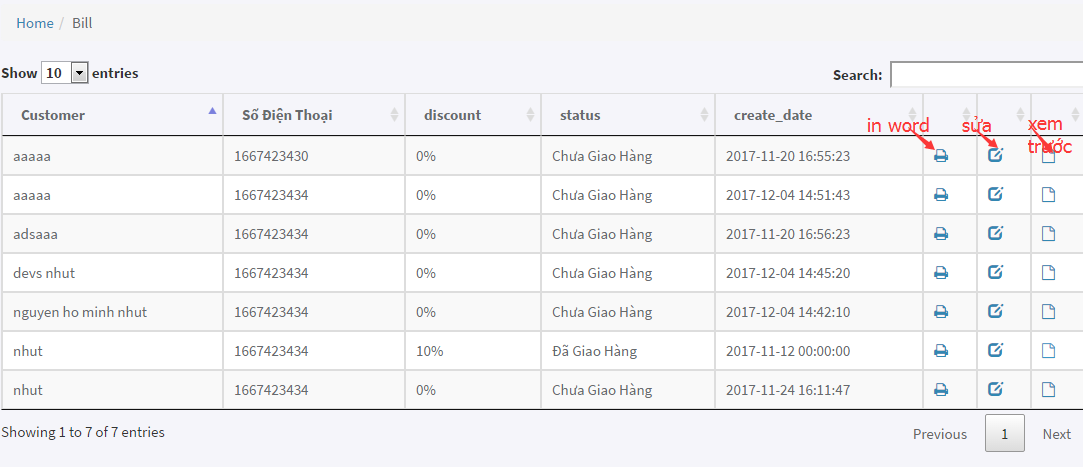 Home / Bill
Show 10 entries Search:
Customer Số Điện Thoại discount status create_date
in word sửa xem trước
aaaaa 1667423430 0% Chưa Giao Hàng 2017-11-20 16:55:23
aaaaa 1667423434 0% Chưa Giao Hàng 2017-12-04 14:51:43
adsaaa 1667423434 0% Chưa Giao Hàng 2017-11-20 16:56:23
devs nhut 1667423434 0% Chưa Giao Hàng 2017-12-04 14:45:20
nguyen ho minh nhut 1667423434 0% Chưa Giao Hàng 2017-12-04 14:42:10
nhut 1667423434 10% Đã Giao Hàng 2017-11-12 00:00:00
nhut 1667423434 0% Chưa Giao Hàng 2017-11-24 16:11:47
Showing 1 to 7 of 7 entries Previous 1 Next